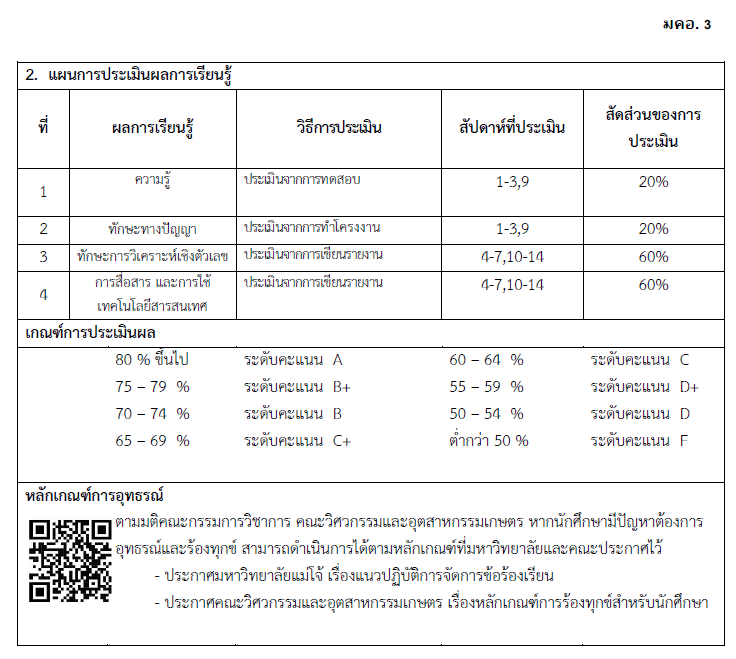 มคอ. 3
2. แผนการประเมินผลการเรียนรู้
ที่ ผลการเรียนรู้ วิธีการประเมิน สัปดาห์ที่ประเมิน สัดส่วนของการ
ประเมิน
1 ความรู้ ประเมินจากการทดสอบ 1-3,9 20%
2 ทักษะทางปัญญา ประเมินจากการทำโครงงาน 1-3,9 20%
3 ทักษะการวิเคราะห์เชิงตัวเลข ประเมินจากการเขียนรายงาน 4-7,10-14 60%
4 การสื่อสาร และการใช้ ประเมินจากการเขียนรายงาน 4-7,10-14 60%
เทคโนโลยีสารสนเทศ
เกณฑ์การประเมินผล
80 % ขึ้นไป ระดับคะแนน A 60 – 64 % ระดับคะแนน C
75 – 79 % ระดับคะแนน B+ 55 – 59 % ระดับคะแนน D+
70 – 74 % ระดับคะแนน B 50 – 54 % ระดับคะแนน D
65 – 69 % ระดับคะแนน C+ ต่ำกว่า 50 % ระดับคะแนน F
หลักเกณฑ์การอุทธรณ์
ตามมติคณะกรรมการวิชาการ คณะวิศวกรรมและอุตสาหกรรมเกษตร หากนักศึกษามีปัญหาต้องการ
อุทธรณ์และร้องทุกข์ สามารถดำเนินการได้ตามหลักเกณฑ์ที่มหาวิทยาลัยและคณะประกาศไว้
- ประกาศมหาวิทยาลัยแม่โจ้ เรื่องแนวปฏิบัติการจัดการข้อร้องเรียน
- ประกาศคณะวิศวกรรมและอุตสาหกรรมเกษตร เรื่องหลักเกณฑ์การร้องทุกข์สำหรับนักศึกษา